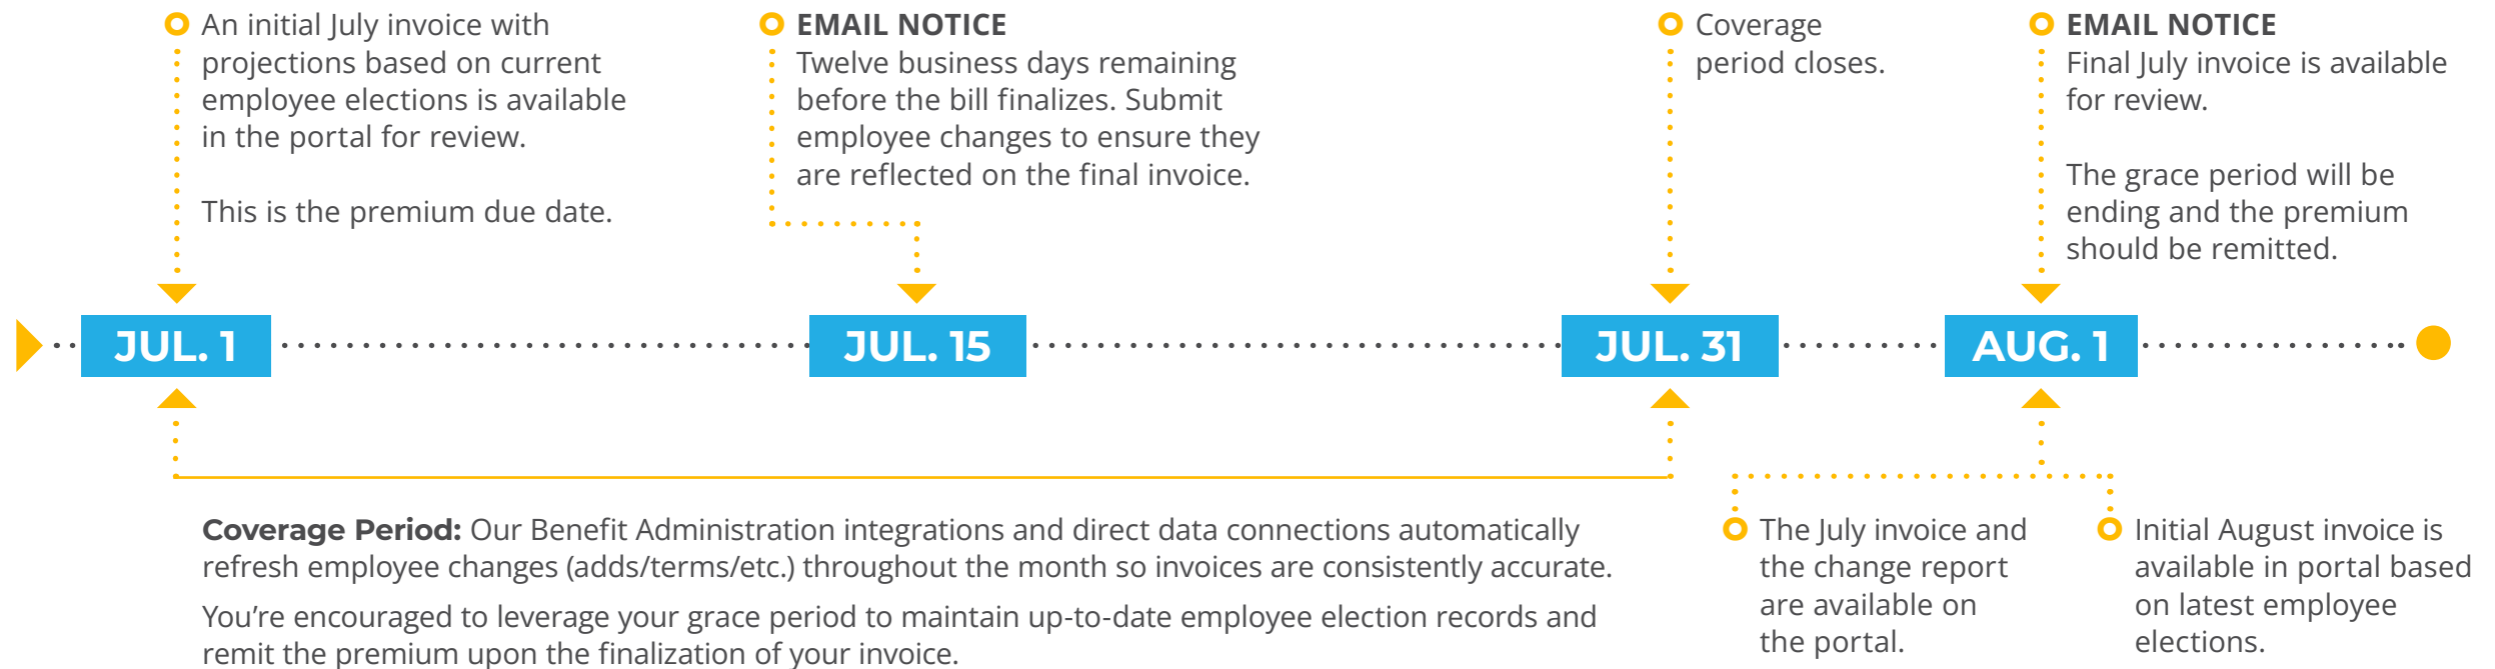 An initial July invoice with
projections based on current
employee elections is available
in the portal for review.
This is the premium due date.
EMAIL NOTICE
Twelve business days remaining
before the bill finalizes. Submit
employee changes to ensure they
are reflected on the final invoice.
Coverage
period closes.
EMAIL NOTICE
Final July invoice is available
for review.
The grace period will be
ending and the premium
should be remitted.
JUL. 1
JUL. 15
JUL. 31
AUG. 1
Coverage Period: Our Benefit Administration integrations and direct data connections automatically
refresh employee changes (adds/terms/etc.) throughout the month so invoices are consistently accurate.
You’re encouraged to leverage your grace period to maintain up-to-date employee election records and
remit the premium upon the finalization of your invoice.
The July invoice and
the change report
are available on
the portal.
Initial August invoice is
available in portal based
on latest employee
elections.